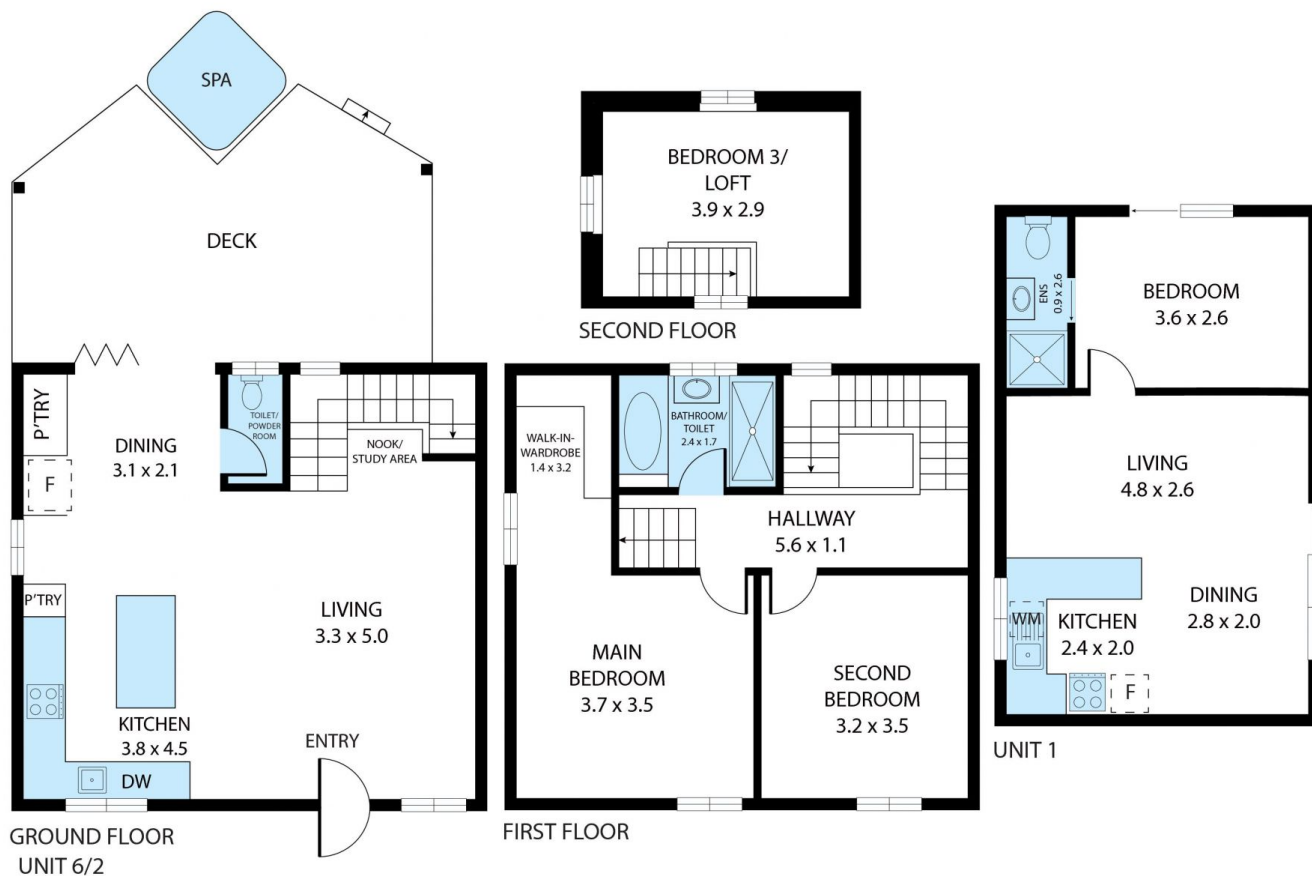 SPA
DECK
P'TRY
F
DINING
3.1 x 2.1
TOILET/
POWDER
ROOM
NOOK/
STUDY AREA
P'TRY
LIVING
3.3 x 5.0
KITCHEN
3.8 x 4.5
DW
ENTRY
GROUND FLOOR
UNIT 6/2
BEDROOM 3/
LOFT
3.9 x 2.9
SECOND FLOOR
WALK-IN-
WARDROBE
1.4 x 3.2
BATHROOM/
TOILET
2.4 x 1.7
HALLWAY
5.6 x 1.1
MAIN
BEDROOM
3.7 x 3.5
SECOND
BEDROOM
3.2 x 3.5
FIRST FLOOR
ENS
0.9 x 2.6
BEDROOM
3.6 x 2.6
LIVING
4.8 x 2.6
DINING
2.8 x 2.0
WM
KITCHEN
2.4 x 2.0
F
UNIT 1